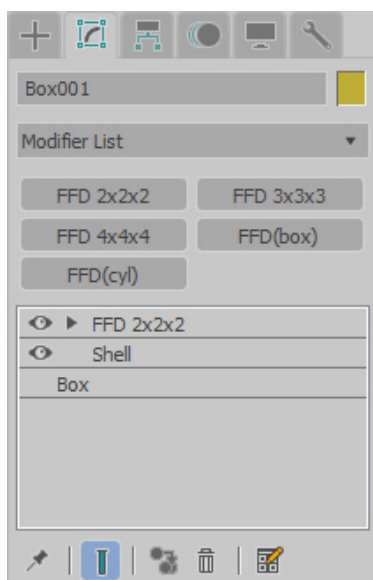 Box001
Modifier List
FFD 2x2x2 FFD 3x3x3
FFD 4x4x4 FFD(box)
FFD(cyl)
FFD 2x2x2
Shell
Box